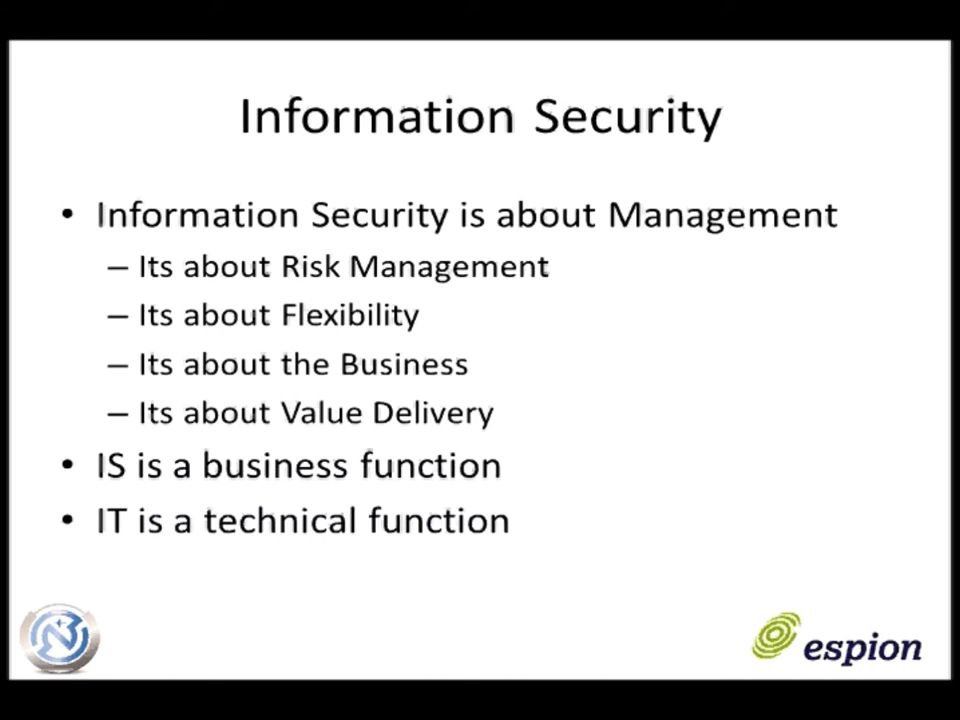 Information Security
• Information Security is about Management
– Its about Risk Management
– Its about Flexibility
– Its about the Business
– Its about Value Delivery
• IS is a business function
• IT is a technical function
espion